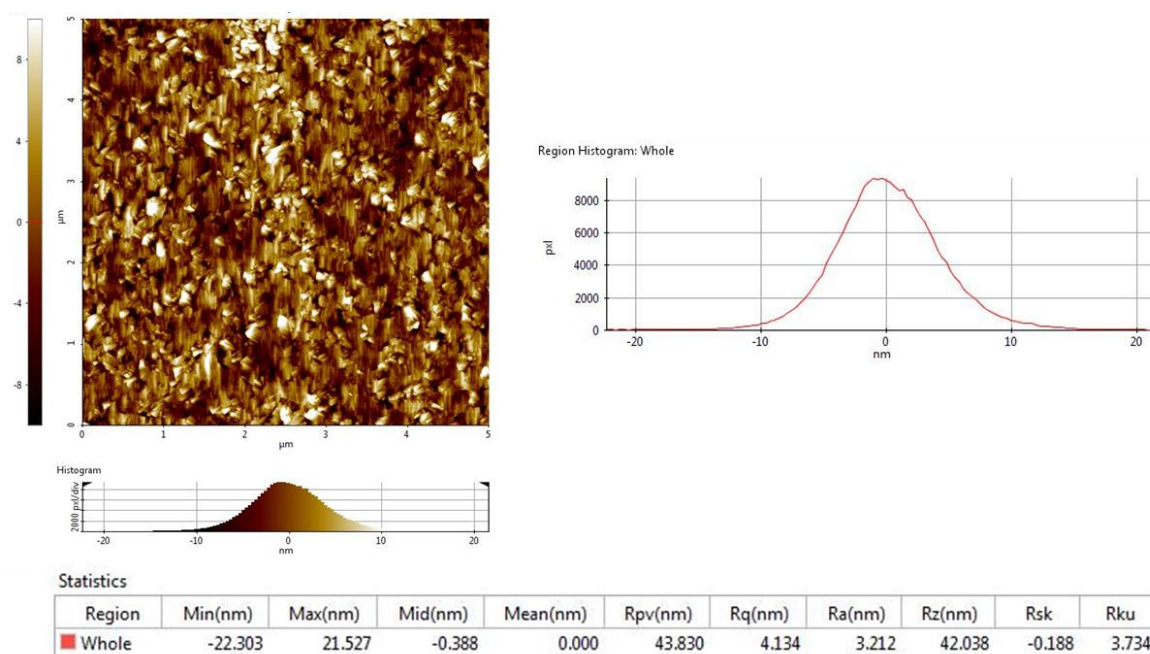 8
4
0
-4
-8
5
4
3
µm
2
1
0
0 1 2 3 4 5
µm
Region Histogram: Whole
8000
6000
pxl
4000
2000
0
-20 -10 0 10 20
nm
Histogram
2000 pxl/div
-20 -10 0 10 20
nm
Statistics
Region Min(nm) Max(nm) Mid(nm) Mean(nm) Rpv(nm) Rq(nm) Ra(nm) Rz(nm) Rsk Rku
Whole -22.303 21.527 -0.388 0.000 43.830 4.134 3.212 42.038 -0.188 3.734